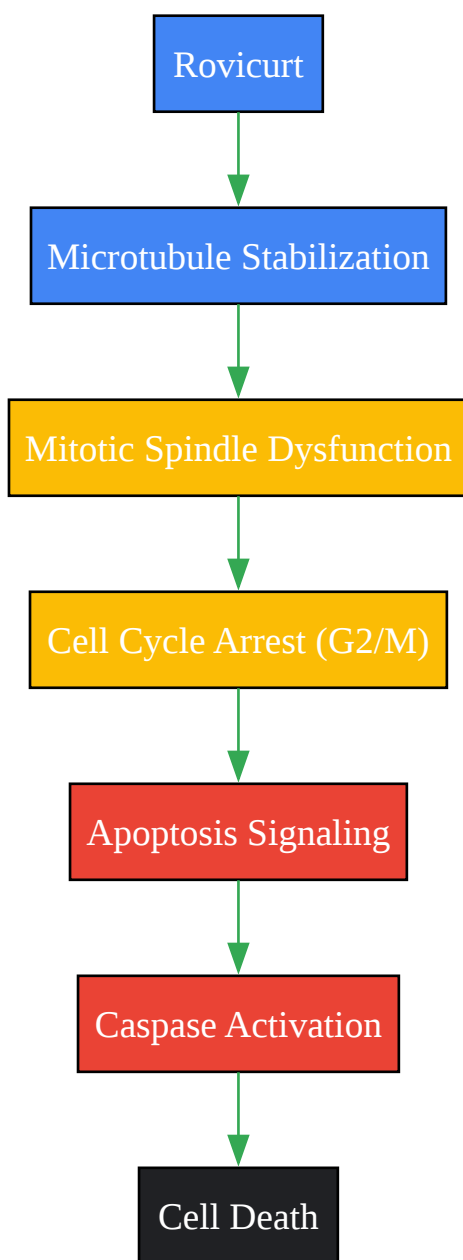 Rovicurt
Microtubule Stabilization
Mitotic Spindle Dysfunction
Cell Cycle Arrest (G2/M)
Apoptosis Signaling
Caspase Activation
Cell Death